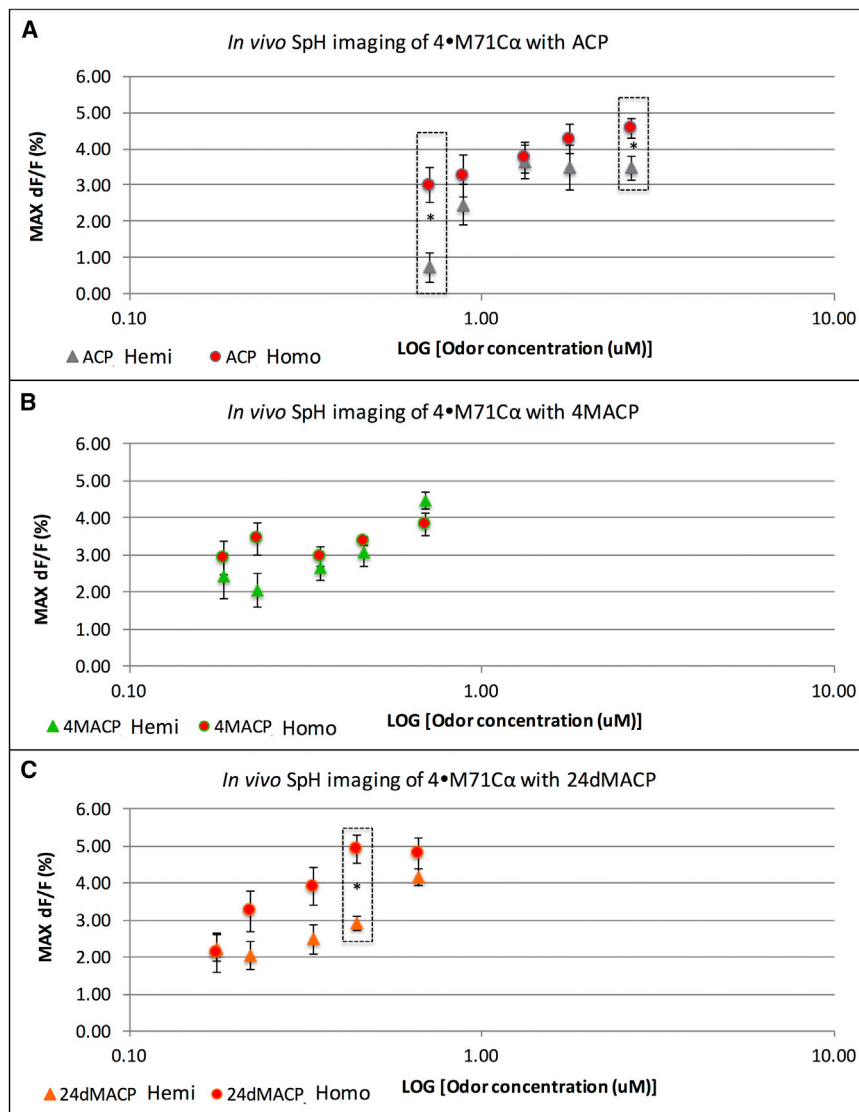 A
In vivo SpH imaging of 4•M71Cα with ACP
MAX dF/F (%)
6.00
5.00
4.00
3.00
2.00
1.00
0.00
*
*
0.10
1.00
10.00
LOG [Odor concentration (uM)]
ACP Hemi
ACP Homo
B
In vivo SpH imaging of 4•M71Cα with 4MACP
MAX dF/F (%)
6.00
5.00
4.00
3.00
2.00
1.00
0.00
0.10
1.00
10.00
LOG [Odor concentration (uM)]
4MACP Hemi
4MACP Homo
C
In vivo SpH imaging of 4•M71Cα with 24dMACP
MAX dF/F (%)
6.00
5.00
4.00
3.00
2.00
1.00
0.00
*
0.10
1.00
10.00
LOG [Odor concentration (uM)]
24dMACP Hemi
24dMACP Homo